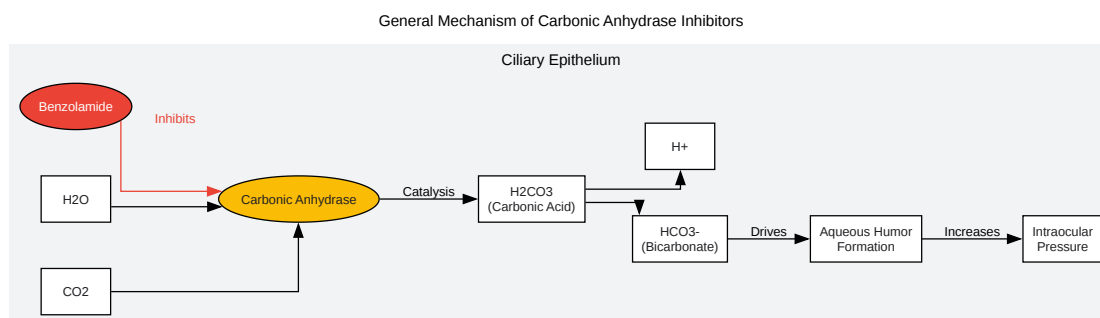 General Mechanism of Carbonic Anhydrase Inhibitors
Ciliary Epithelium
Benzolamide
Inhibits
H2O
CO2
Carbonic Anhydrase
Catalysis
H2CO3
(Carbonic Acid)
H+
HCO3-
(Bicarbonate)
Drives
Aqueous Humor
Formation
Increases
Intraocular
Pressure